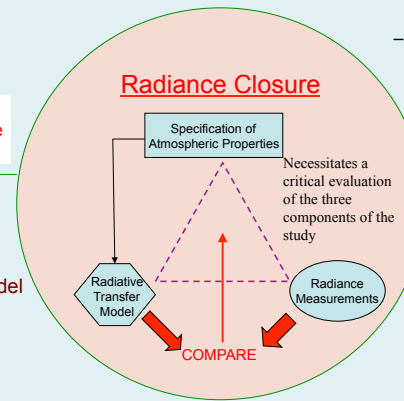 Radiance Closure
Specification of
Atmospheric Properties
Necessitates a
critical evaluation
of the three
components of the
study
Radiative
Transfer
Model
Radiance
Measurements
COMPARE